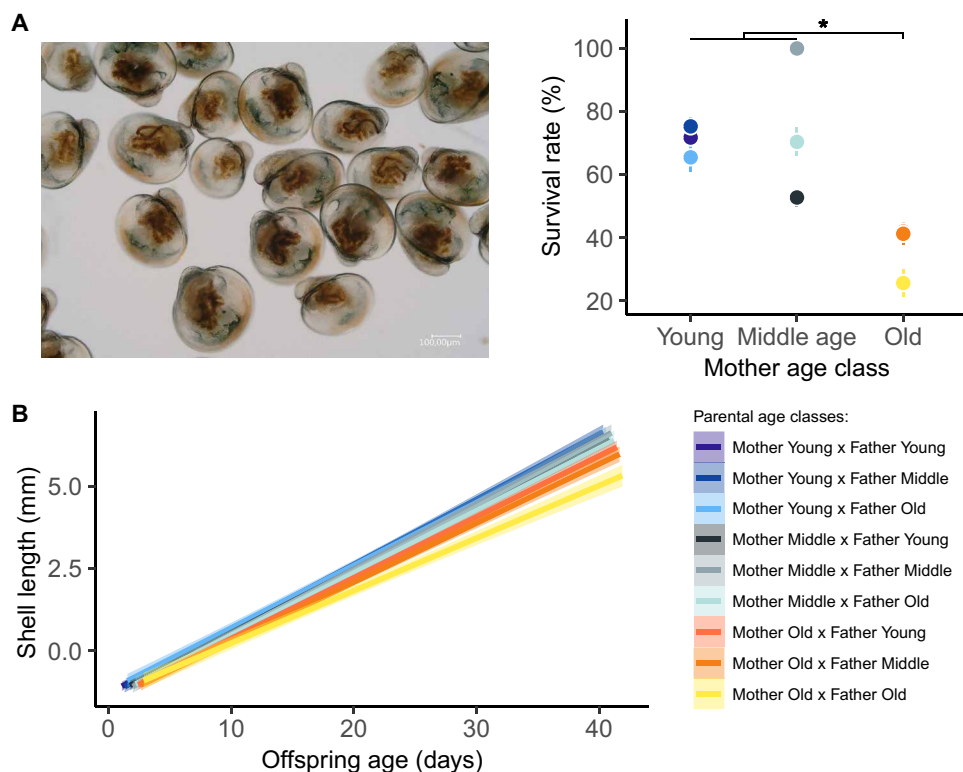 A
100.00µm
*
Survival rate (%)
100
80
60
40
20
Young Middle age Old
Mother age class
B
Shell length (mm)
5.0
2.5
0.0
0 10 20 30 40
Offspring age (days)
Parental age classes:
Mother Young x Father Young
Mother Young x Father Middle
Mother Young x Father Old
Mother Middle x Father Young
Mother Middle x Father Middle
Mother Middle x Father Old
Mother Old x Father Young
Mother Old x Father Middle
Mother Old x Father Old